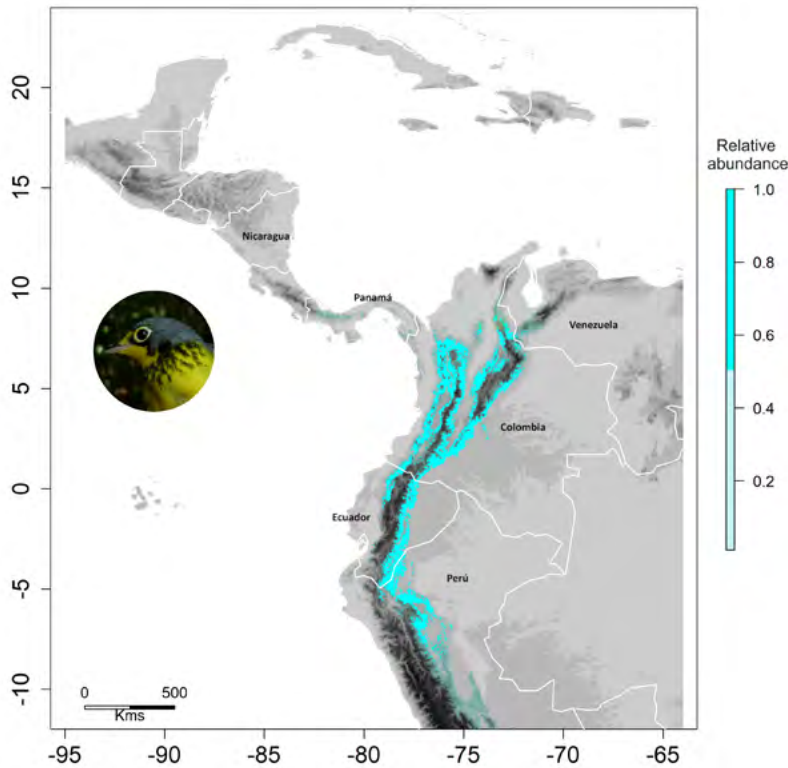 20
15
10
5
0
-5
-10
Nicaragua
Panamá
Venezuela
Colombia
Ecuador
Perú
0 500
Kms
-95 -90 -85 -80 -75 -70 -65
Relative
abundance
1.0
0.8
0.6
0.4
0.2